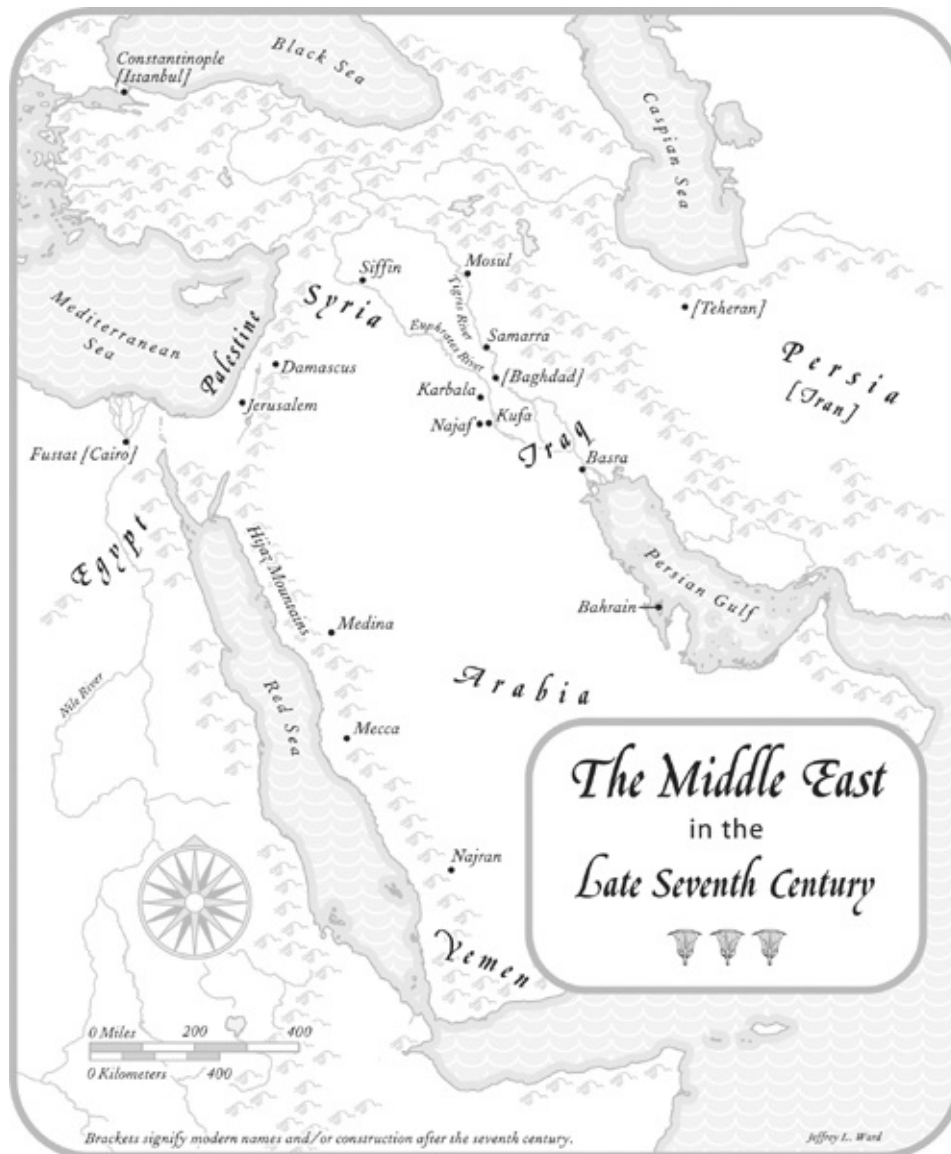 Black Sea
Constantinople
[Istanbul]
Caspian Sea
Siffin
Mosul
Tigris River
Syria
[Teheran]
Mediterranean
Sea
Palestine
Euphrates River
Samarra
Persia
[Iran]
Damascus
[Baghdad]
Karbala
Jerusalem
Najaf
Kufa
Iraq
Fustat [Cairo]
Basra
Egypt
Hijaz Mountains
Persian Gulf
Bahrain
Medina
Nile River
Arabia
Red Sea
Mecca
The Middle East
in the
Late Seventh Century
Najran
Yemen
0 Miles 200 400
0 Kilometers 400
Brackets signify modern names and/or construction after the seventh century.
Jeffrey L. Ward